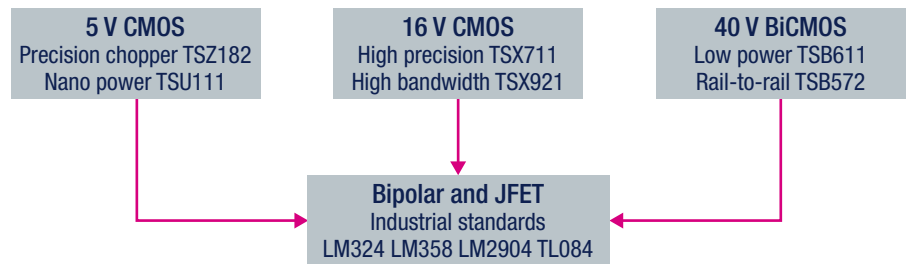 5 V CMOS
Precision chopper TSZ182
Nano power TSU111
16 V CMOS
High precision TSX711
High bandwidth TSX921
40 V BiCMOS
Low power TSB611
Rail-to-rail TSB572
Bipolar and JFET
Industrial standards
LM324 LM358 LM2904 TL084